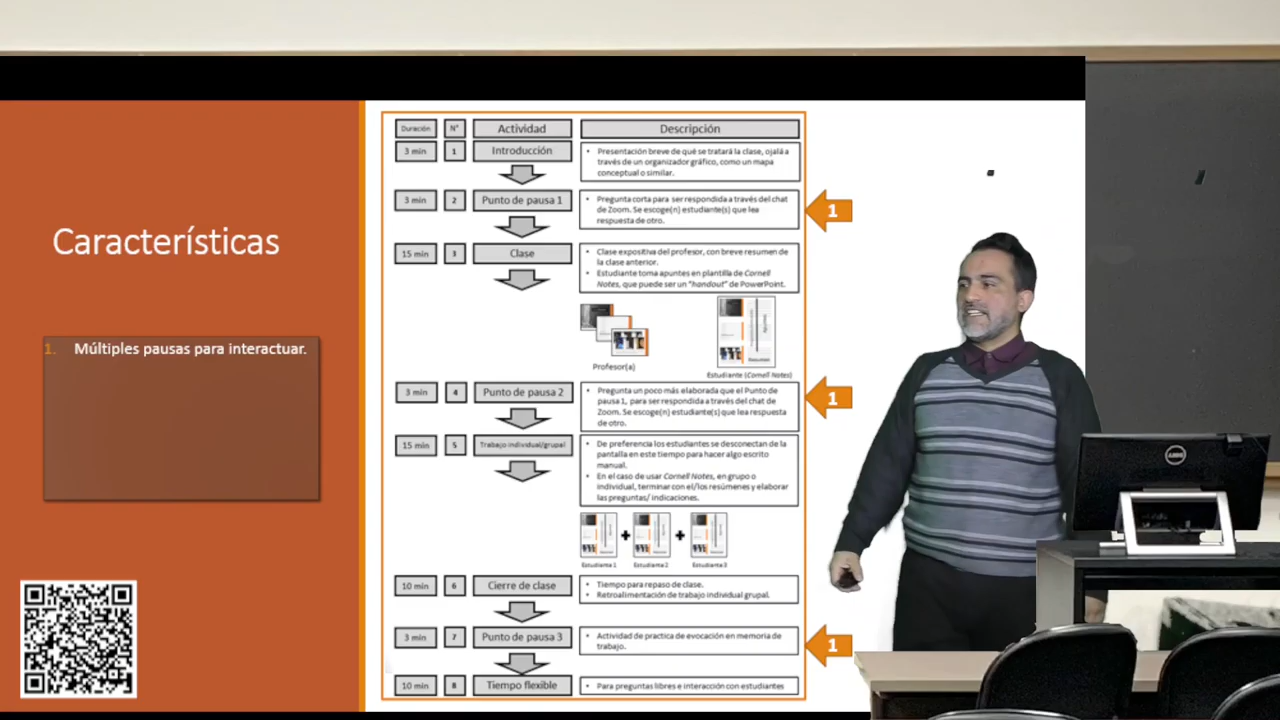 Características
1. Múltiples pausas para interactuar.
Duración N° Actividad Descripción
3 min 1 Introducción
• Presentación breve de qué se tratará la clase, ojalá a
través de un organizador gráfico, como un mapa
conceptual o similar.
3 min 2 Punto de pausa 1
• Pregunta corta para ser respondida a través del chat
de Zoom. Se escoge(n) estudiante(s) que lea
respuesta de otro.
1
15 min 3 Clase
• Clase expositiva del profesor, con breve resumen de
la clase anterior.
• Estudiante toma apuntes en plantilla de Cornell
Notes, que puede ser un "handout" de PowerPoint.
Profesor(a)
Resumen
Estudiante (Cornell Notes)
3 min 4 Punto de pausa 2
• Pregunta un poco más elaborada que el Punto de
pausa 1, para ser respondida a través del chat de
Zoom. Se escoge(n) estudiante(s) que lea respuesta
de otro.
1
15 min 5 Trabajo individual/grupal
• De preferencia los estudiantes se desconectan de la
pantalla en este tiempo para hacer algo escrito
manual.
• En el caso de usar Cornell Notes, en grupo o
individual, terminar con el/los resúmenes y elaborar
las preguntas/ indicaciones.
Estudiante 1 Estudiante 2 Estudiante 3
10 min 6 Cierre de clase
• Tiempo para repaso de clase.
• Retroalimentación de trabajo individual grupal.
3 min 7 Punto de pausa 3
• Actividad de practica de evocación en memoria de
trabajo.
1
10 min 8 Tiempo flexible
• Para preguntas libres e interacción con estudiantes
DELL